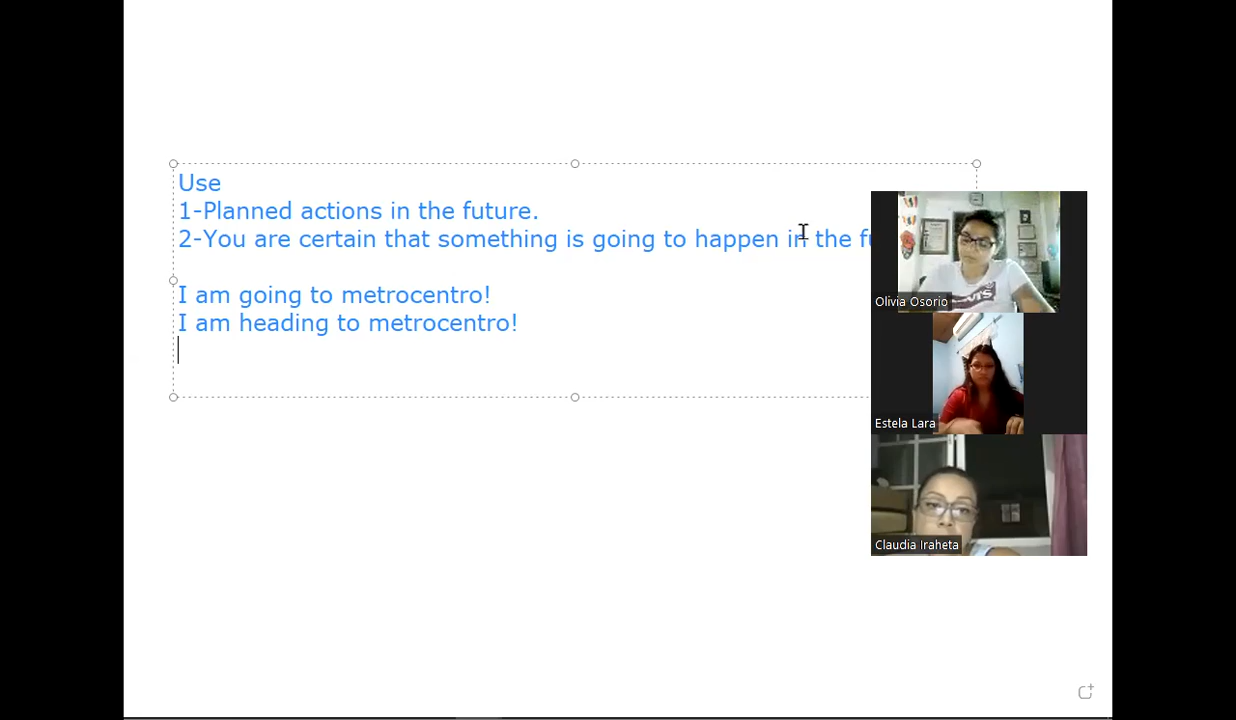 Use
1-Planned actions in the future.
2-You are certain that something is going to happen in the
I am going to metrocentro!
I am heading to metrocentro!
Olivia Osorio
Estela Lara
Claudia Iraheta